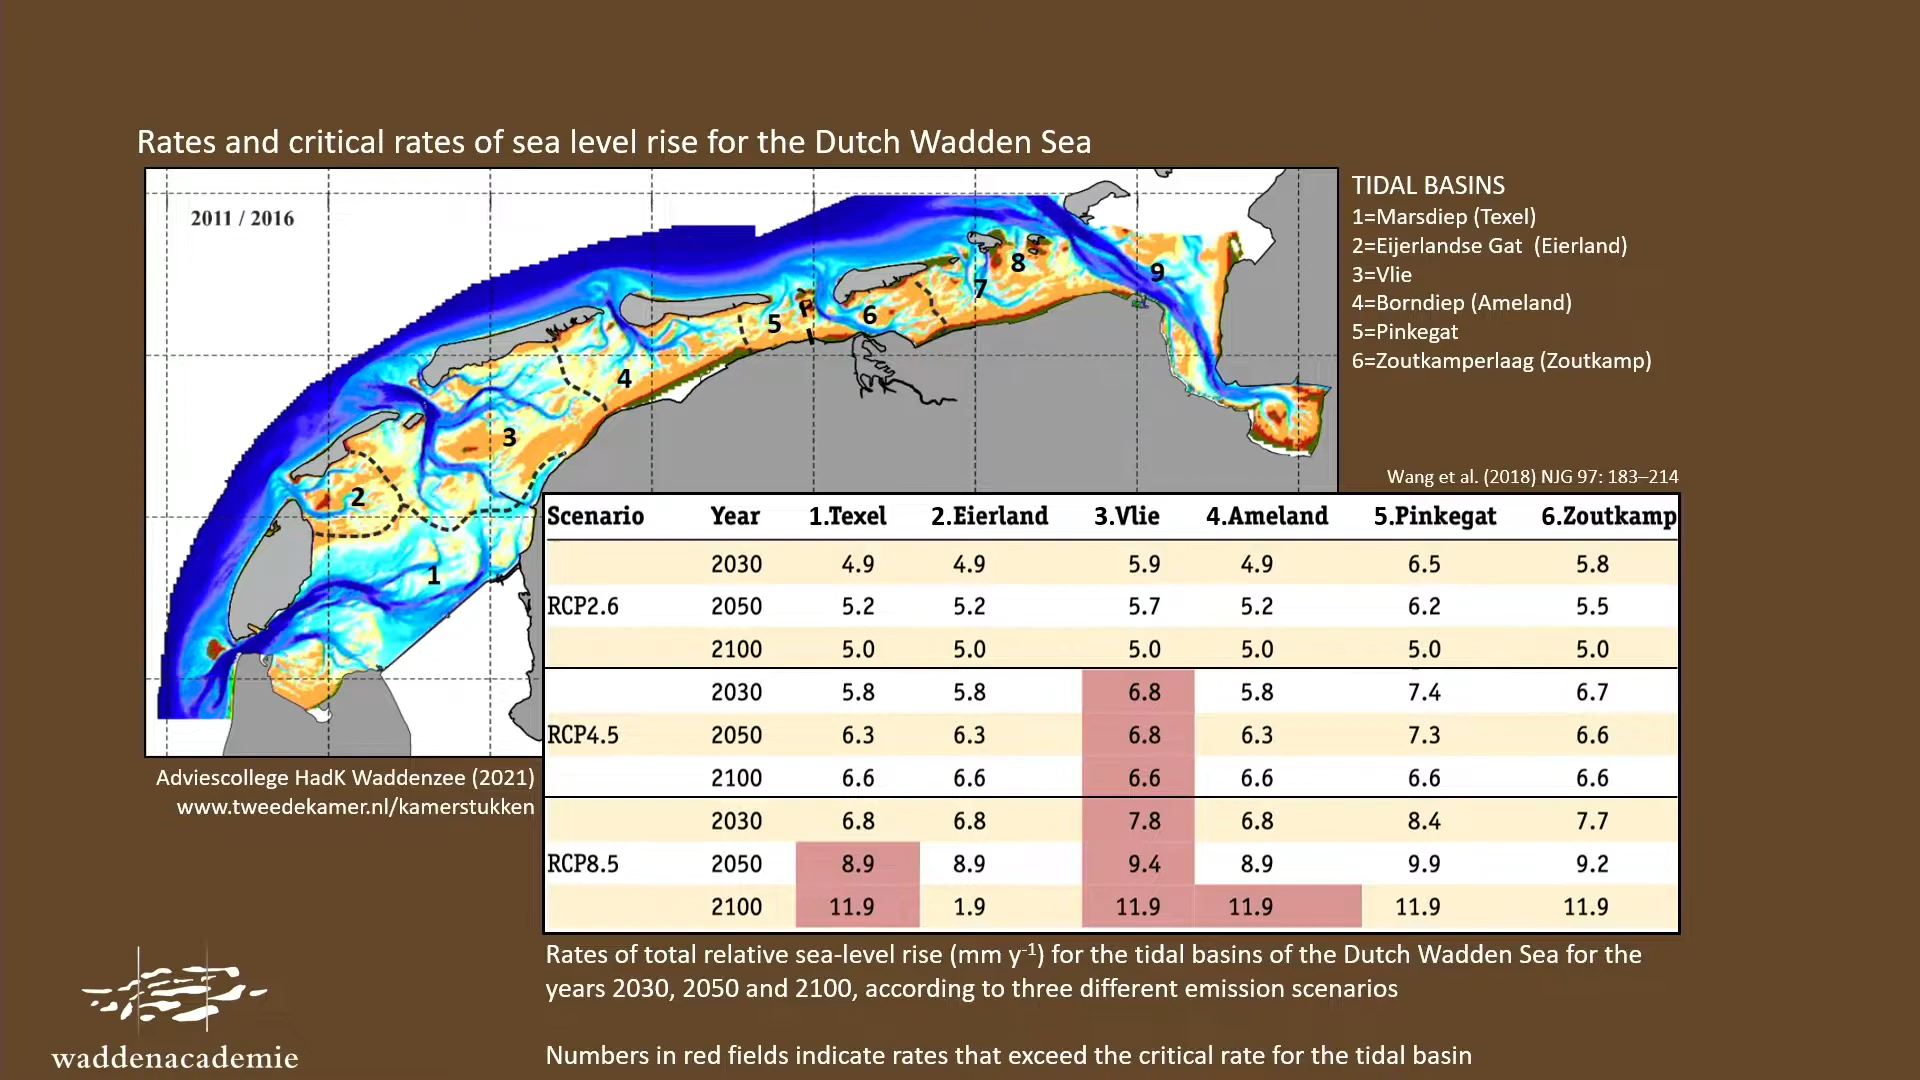 Rates and critical rates of sea level rise for the Dutch Wadden Sea
2011 / 2016
1
2
3
4
5
6
7
8
9
TIDAL BASINS
1=Marsdiep (Texel)
2=Eijerlandse Gat (Eierland)
3=Vlie
4=Borndiep (Ameland)
5=Pinkegat
6=Zoutkamperlaag (Zoutkamp)
Wang et al. (2018) NJG 97: 183–214
Scenario Year 1.Texel 2.Eierland 3.Vlie 4.Ameland 5.Pinkegat 6.Zoutkamp
2030 4.9 4.9 5.9 4.9 6.5 5.8
RCP2.6 2050 5.2 5.2 5.7 5.2 6.2 5.5
2100 5.0 5.0 5.0 5.0 5.0 5.0
2030 5.8 5.8 6.8 5.8 7.4 6.7
RCP4.5 2050 6.3 6.3 6.8 6.3 7.3 6.6
2100 6.6 6.6 6.6 6.6 6.6 6.6
2030 6.8 6.8 7.8 6.8 8.4 7.7
RCP8.5 2050 8.9 8.9 9.4 8.9 9.9 9.2
2100 11.9 1.9 11.9 11.9 11.9 11.9
Adviescollege HadK Waddenzee (2021)
www.tweedekamer.nl/kamerstukken
Rates of total relative sea-level rise (mm y-1) for the tidal basins of the Dutch Wadden Sea for the
years 2030, 2050 and 2100, according to three different emission scenarios
Numbers in red fields indicate rates that exceed the critical rate for the tidal basin
waddenacademie